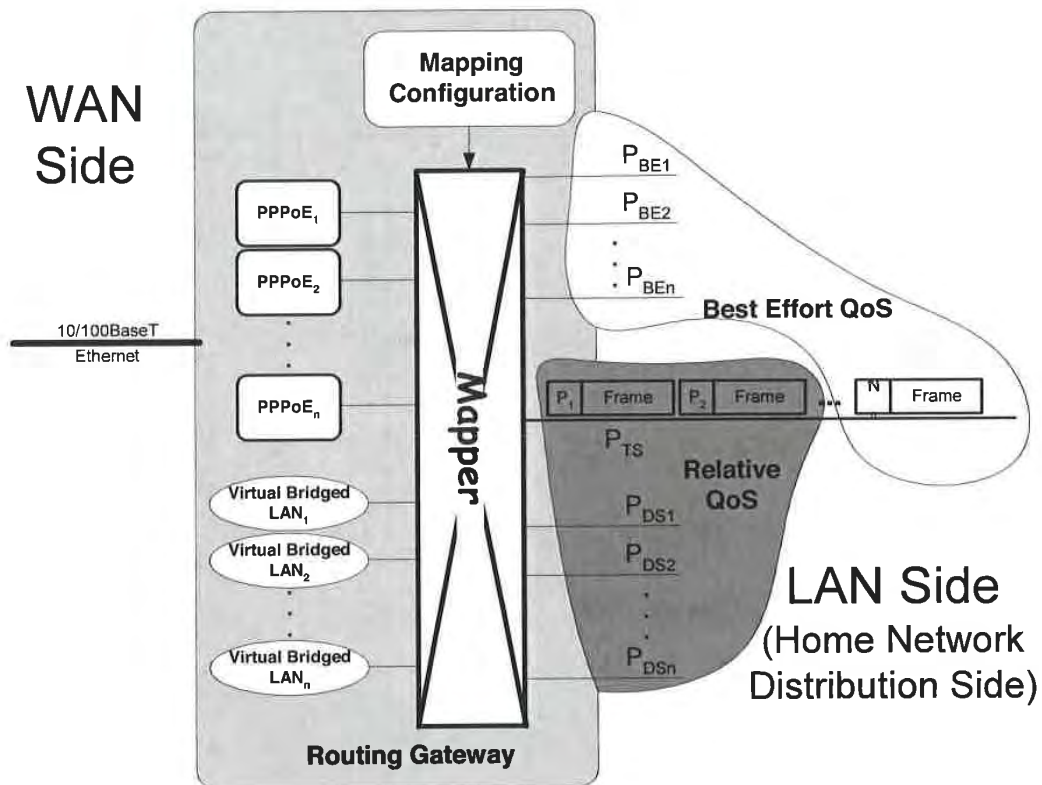 Mapping
Configuration
WAN
Side
PPPoE1
PPPoE2
PPPoEn
10/100BaseT
Ethernet
Virtual Bridged
LAN1
Virtual Bridged
LAN2
Virtual Bridged
LANn
Mapper
Routing Gateway
PBE1
PBE2
PBEn
Best Effort QoS
P1 Frame P2 Frame N Frame
PTS
Relative
QoS
PDS1
PDS2
PDSn
LAN Side
(Home Network
Distribution Side)